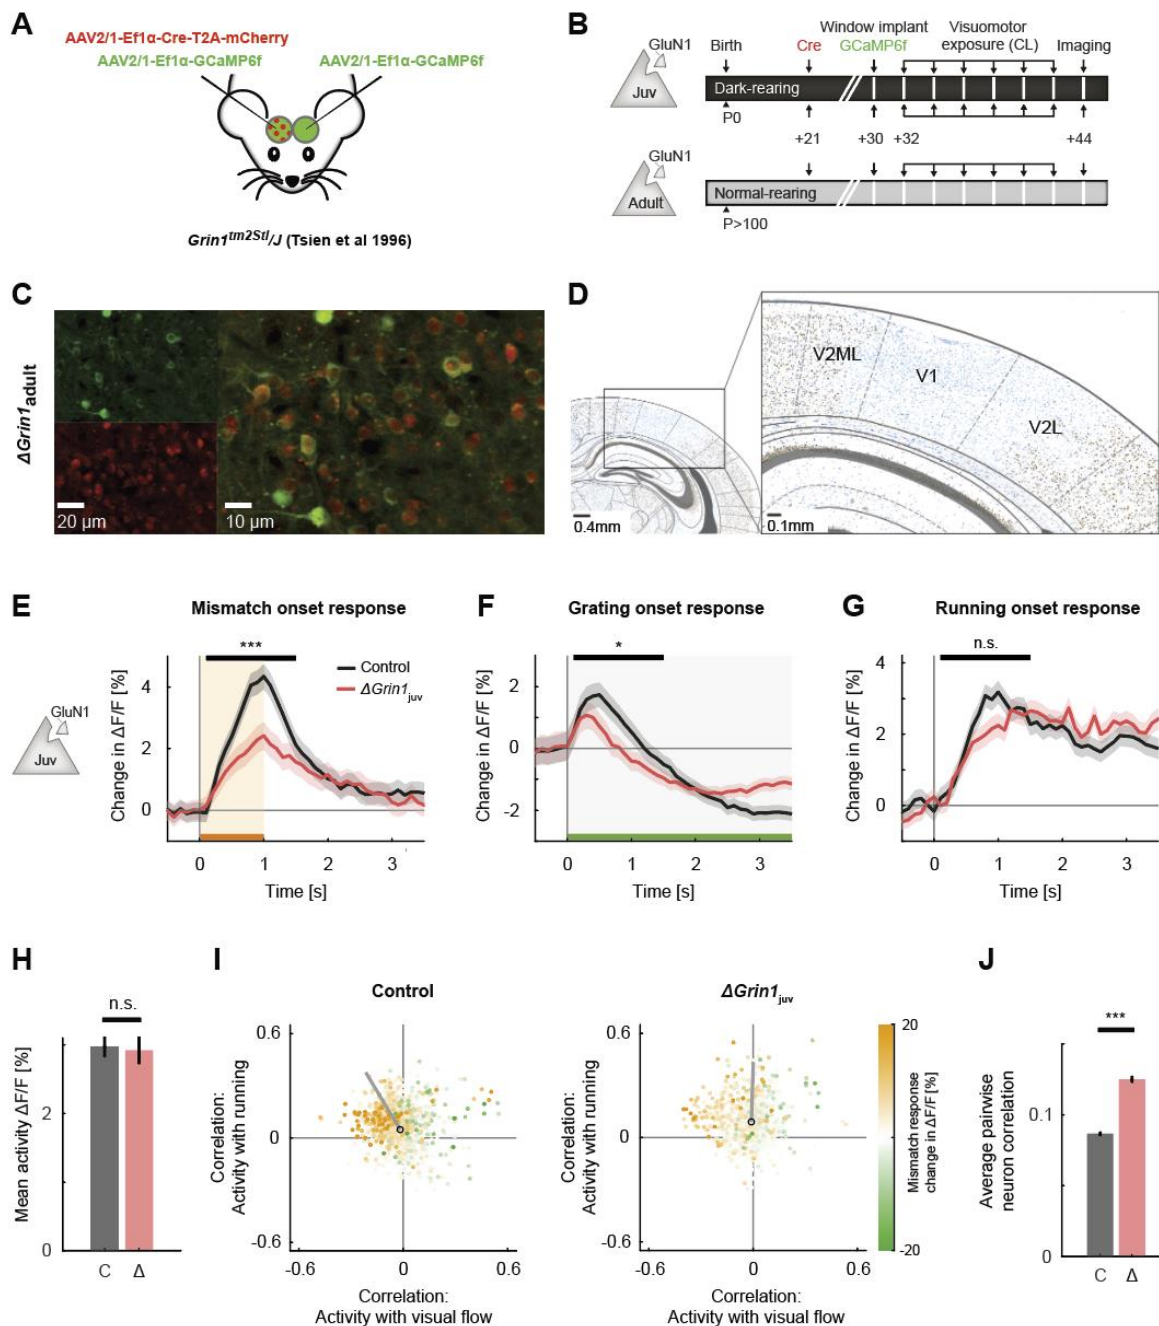 A
AAV2/1-Ef1α-Cre-T2A-mCherry
AAV2/1-Ef1α-GCaMP6f
AAV2/1-Ef1α-GCaMP6f
Grin1tm2Stl/J (Tsien et al 1996)
B
GluN1
Juv
Birth
Cre
Window implant
GCaMP6f
Visuomotor
exposure (CL)
Imaging
Dark-rearing
P0
+21
+30
+32
+44
GluN1
Adult
Normal-rearing
P>100
C
ΔGrin1adult
20 µm
10 µm
D
0.4mm
V2ML
V1
V2L
0.1mm
E
Mismatch onset response
GluN1
Juv
***
Control
ΔGrin1juv
Change in ΔF/F [%]
4
2
0
0
1
2
3
Time [s]
F
Grating onset response
*
Change in ΔF/F [%]
2
0
-2
0
1
2
3
Time [s]
G
Running onset response
n.s.
Change in ΔF/F [%]
4
2
0
0
1
2
3
Time [s]
H
n.s.
Mean activity ΔF/F [%]
2
0
C
Δ
I
Control
Correlation:
Activity with running
0.6
0
-0.6
-0.6
0
0.6
Correlation:
Activity with visual flow
ΔGrin1juv
Correlation:
Activity with running
0.6
0
-0.6
-0.6
0
0.6
Correlation:
Activity with visual flow
20
-20
Mismatch response
change in ΔF/F [%]
J
***
Average pairwise
neuron correlation
0.1
0
C
Δ